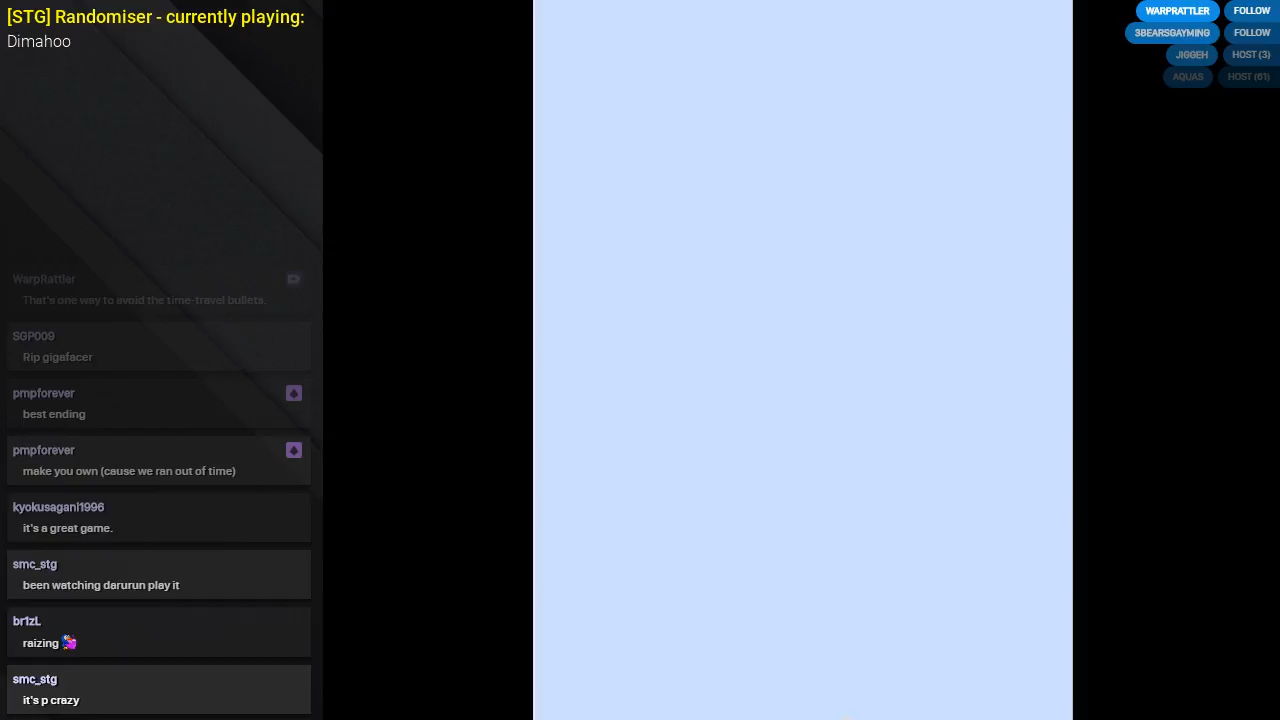 [STG] Randomiser - currently playing:
Dimahoo
WARPRATTLER FOLLOW
3BEARSGAYMING FOLLOW
JIGGEH HOST (3)
AQUAS HOST (61)
WarpRattler
That's one way to avoid the time-travel bullets.
SGP009
Rip gigafacer
pmpforever
best ending
pmpforever
make you own (cause we ran out of time)
kyokusagani1996
it's a great game.
smc_stg
been watching darurun play it
br1zL
raizing
smc_stg
it's p crazy